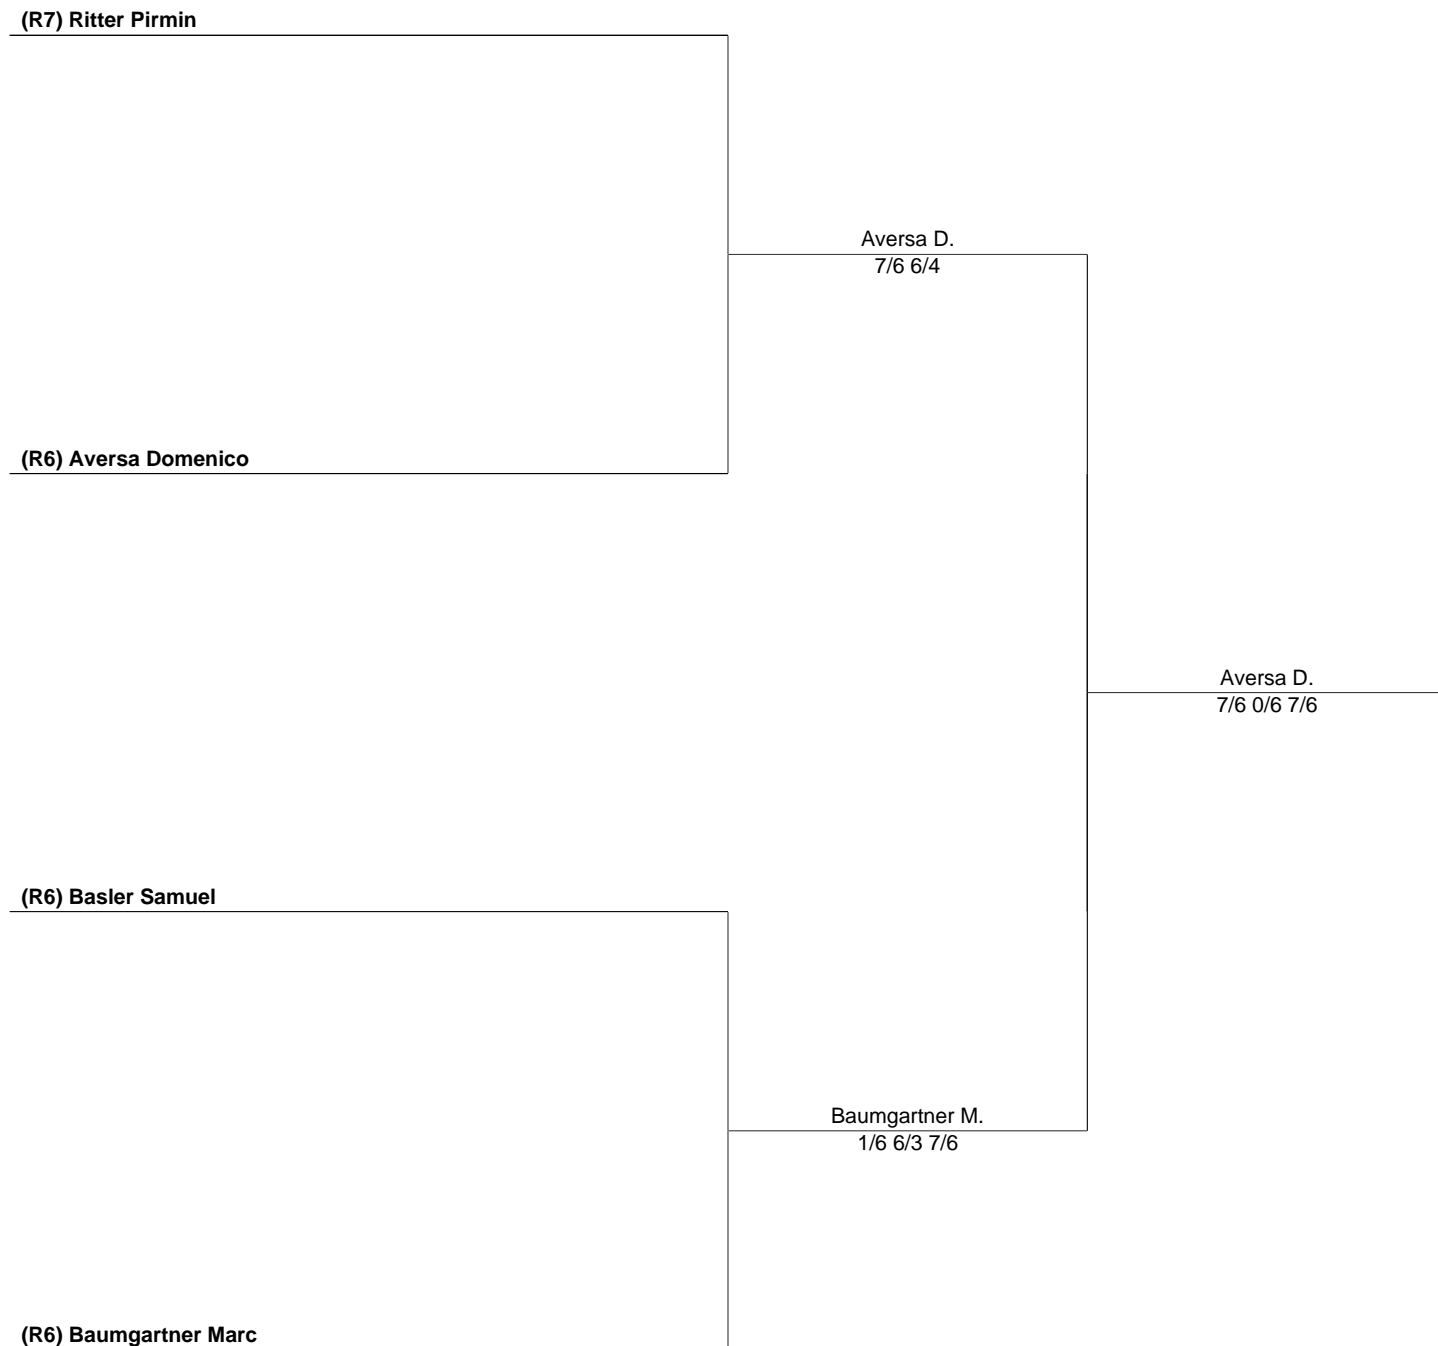 (R7) Ritter Pirmin
Aversa D.
7/6 6/4
(R6) Aversa Domenico
Aversa D.
7/6 0/6 7/6
(R6) Basler Samuel
Baumgartner M.
1/6 6/3 7/6
(R6) Baumgartner Marc